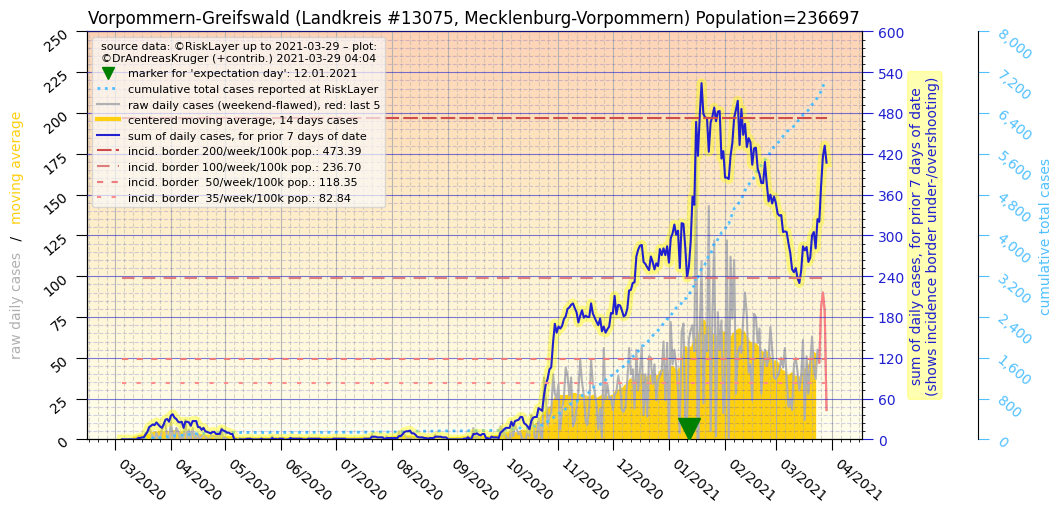 Vorpommern-Greifswald (Landkreis #13075, Mecklenburg-Vorpommern) Population=236697
source data: ©RiskLayer up to 2021-03-29 – plot:
©DrAndreasKruger (+contrib.) 2021-03-29 04:04
marker for 'expectation day': 12.01.2021
cumulative total cases reported at RiskLayer
raw daily cases (weekend-flawed), red: last 5
centered moving average, 14 days cases
sum of daily cases, for prior 7 days of date
incid. border 200/week/100k pop.: 473.39
incid. border 100/week/100k pop.: 236.70
incid. border 50/week/100k pop.: 118.35
incid. border 35/week/100k pop.: 82.84
raw daily cases / moving average
250
225
200
175
150
125
100
75
50
25
0
03/2020
04/2020
05/2020
06/2020
07/2020
08/2020
09/2020
10/2020
11/2020
12/2020
01/2021
02/2021
03/2021
04/2021
600
540
480
420
360
300
240
180
120
60
0
sum of daily cases, for prior 7 days of date
(shows incidence border under-/overshooting)
8,000
7,200
6,400
5,600
4,800
4,000
3,200
2,400
1,600
800
0
cumulative total cases